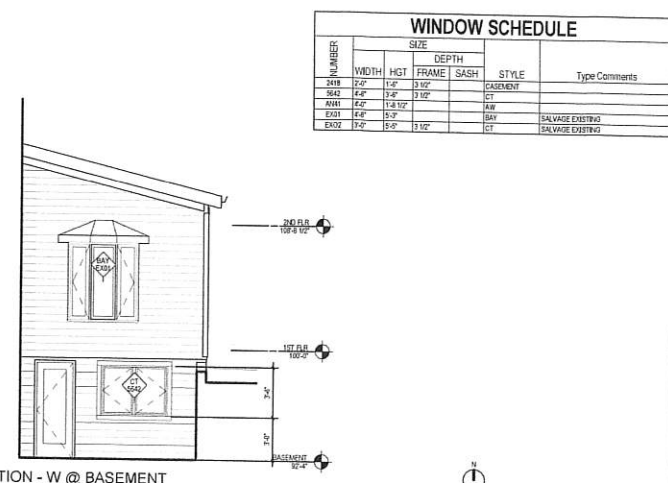 WINDOW SCHEDULE
NUMBER SIZE STYLE Type Comments
WIDTH HGT DEPTH
FRAME SASH
2418 2'-0" 1'-6" 3 1/2" CASEMENT
5642 4'-6" 3'-6" 3 1/2" CT
AN41 4'-0" 1'-8 1/2" AW
EX01 4'-6" 5'-3" BAY SALVAGE EXISTING
EX02 3'-0" 5'-5" 3 1/2" CT SALVAGE EXISTING
2ND FLR
108'-8 1/2"
BAY
EX01
1ST FLR
100'-0"
CT
5642
3'-6"
3'-0"
BASEMENT
92'-4"
TION - W @ BASEMENT
N